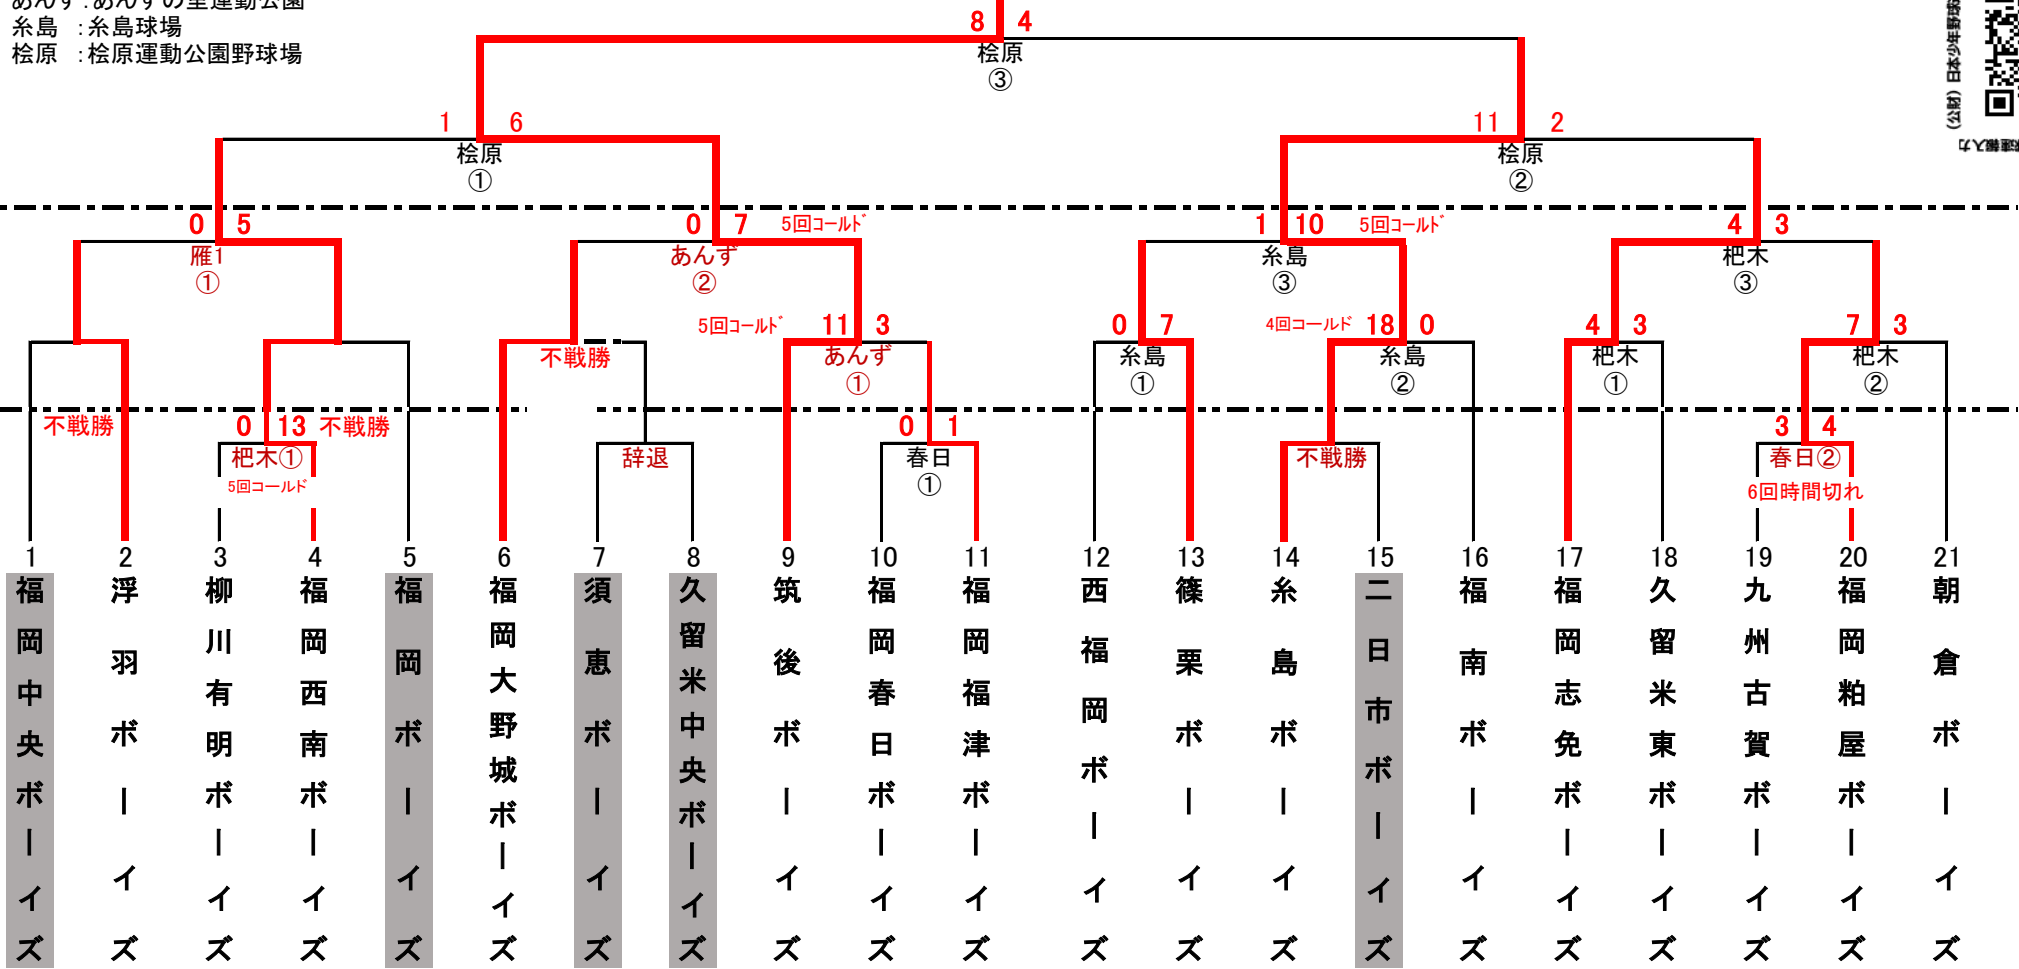 あんず：あんずの里運動公園
糸島　：糸島球場
桧原　：桧原運動公園野球場
（公財）日本少年野球
速報入力
8 4
桧原
③
1 6
桧原
①
11 2
桧原
②
0 5
雁1
①
0 7 5回コールド
あんず
②
1 10 5回コールド
糸島
③
4 3
杷木
③
不戦勝
5回コールド 11 3
あんず
①
0 7
糸島
①
4回コールド 18 0
糸島
②
4 3
杷木
①
7 3
杷木
②
不戦勝
0 13 不戦勝
杷木①
5回コールド
辞退
0 1
春日
①
不戦勝
3 4
春日②
6回時間切れ
1 2 3 4 5 6 7 8 9 10 11 12 13 14 15 16 17 18 19 20 21
福岡中央ボーイズ
浮羽ボーイズ
柳川有明ボーイズ
福岡西南ボーイズ
福岡ボーイズ
福岡大野城ボーイズ
須恵ボーイズ
久留米中央ボーイズ
筑後ボーイズ
福岡春日ボーイズ
福岡福津ボーイズ
西福岡ボーイズ
篠栗ボーイズ
糸島ボーイズ
二日市ボーイズ
福南ボーイズ
福岡志免ボーイズ
久留米東ボーイズ
九州古賀ボーイズ
福岡粕屋ボーイズ
朝倉ボーイズ